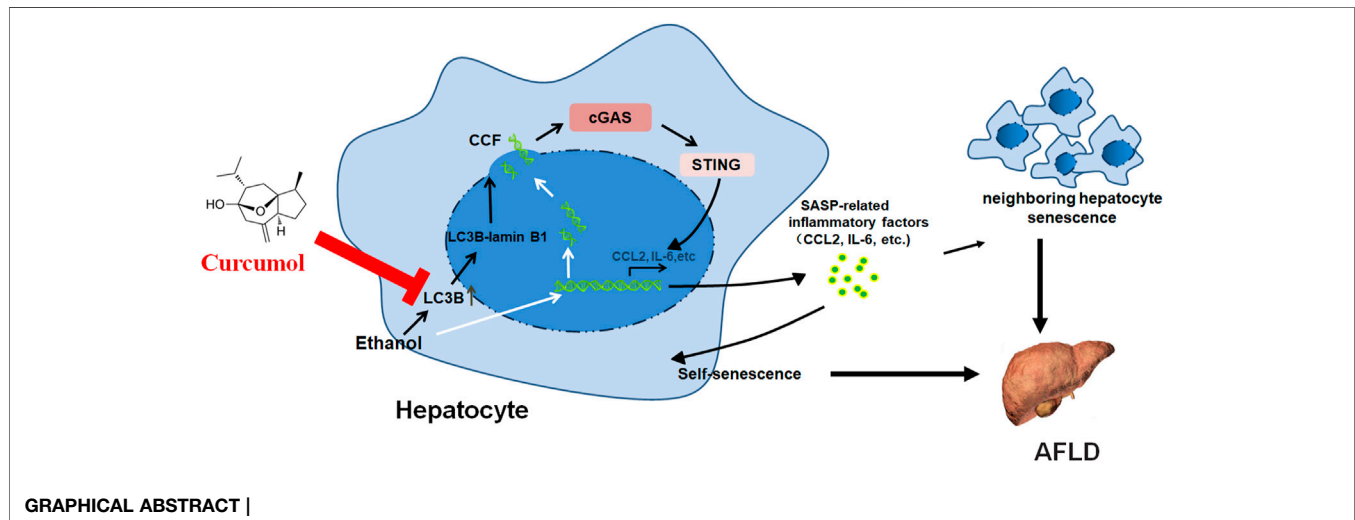 CCF
cGAS
STING
HO
O
H
Curcumol
LC3B-lamin B1
CCL2, IL-6,etc
LC3B
Ethanol
Hepatocyte
SASP-related
inflammatory factors
(CCL2, IL-6, etc.)
Self-senescence
neighboring hepatocyte
senescence
AFLD
GRAPHICAL ABSTRACT |